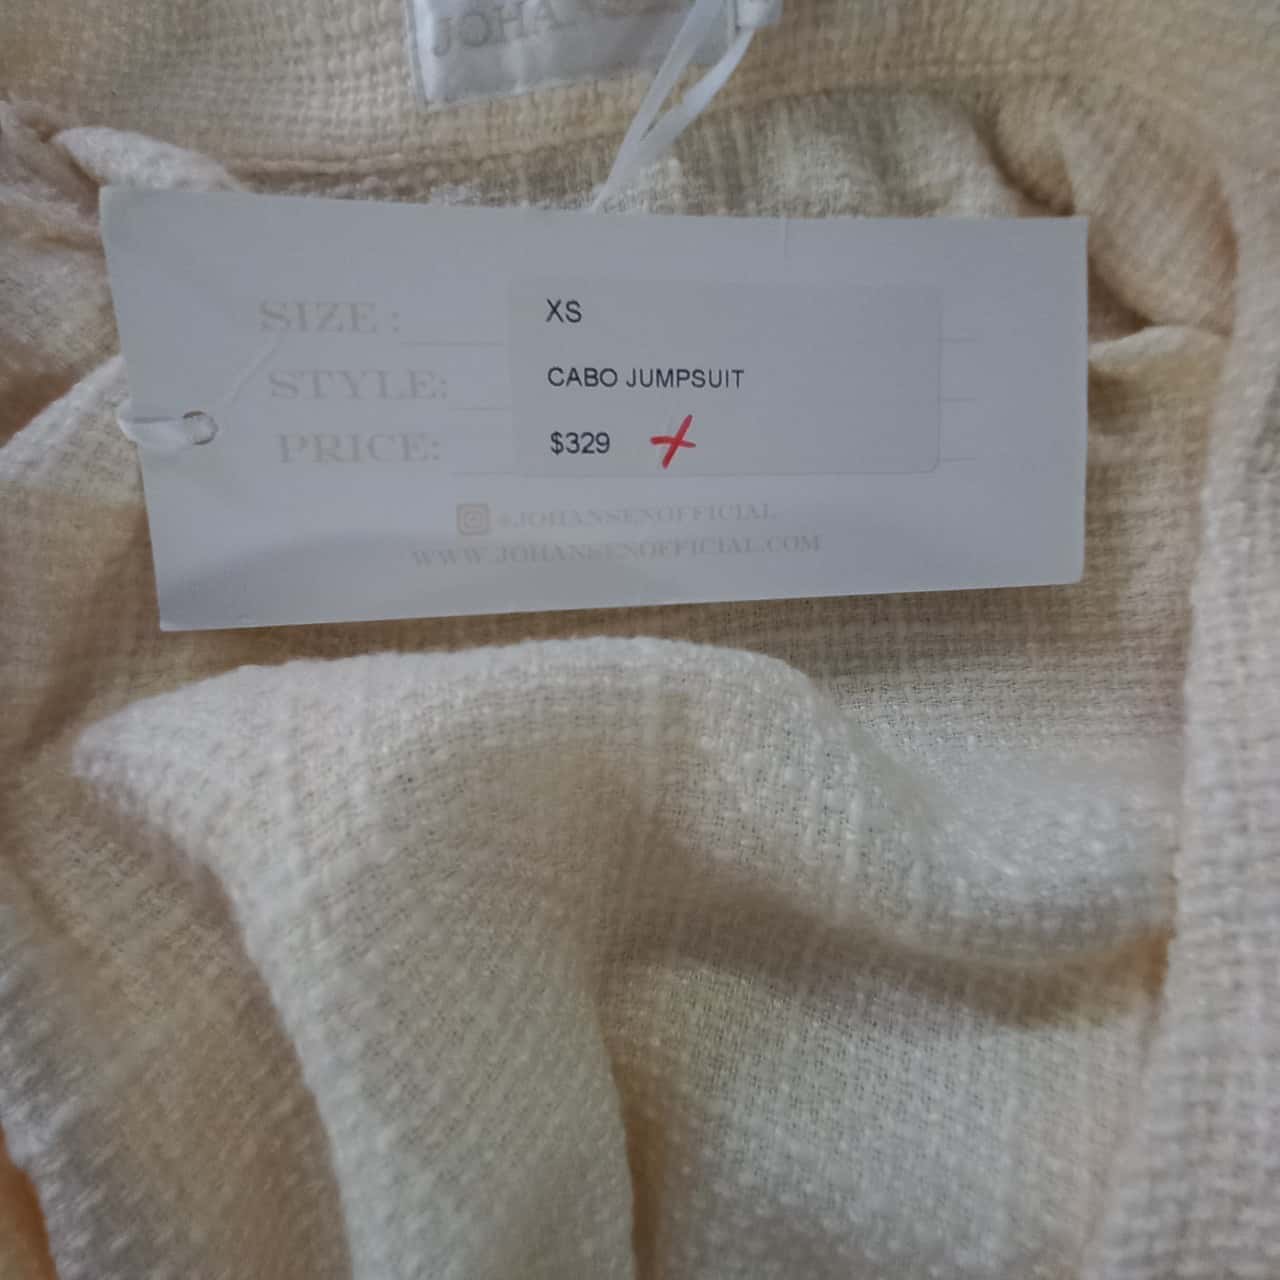 SIZE: XS
STYLE: CABO JUMPSUIT
PRICE: $329
@JOHANSENOFFICIAL
WWW.JOHANSENOFFICIAL.COM